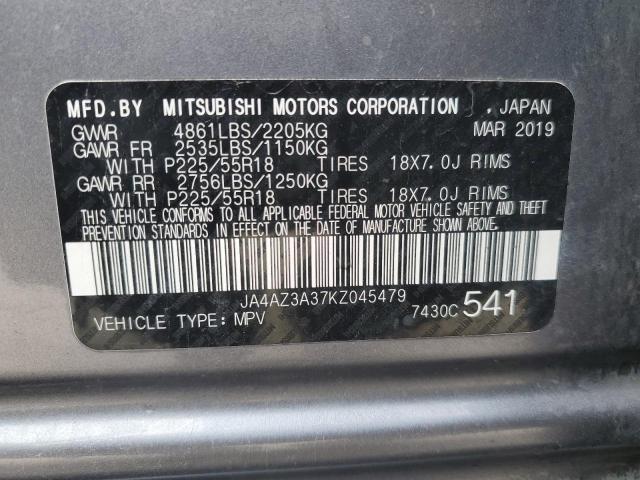 MFD.BY MITSUBISHI MOTORS CORPORATION . JAPAN
GVWR 4861LBS/2205KG MAR 2019
GAWR FR 2535LBS/1150KG
WITH P225/55R18 TIRES 18X7.0J RIMS
GAWR RR 2756LBS/1250KG
WITH P225/55R18 TIRES 18X7.0J RIMS
THIS VEHICLE CONFORMS TO ALL APPLICABLE FEDERAL MOTOR VEHICLE SAFETY AND THEFT
PREVENTION STANDARDS IN EFFECT ON THE DATE OF MANUFACTURE SHOWN ABOVE.
JA4AZ3A37KZ045479
VEHICLE TYPE: MPV 7430C 541